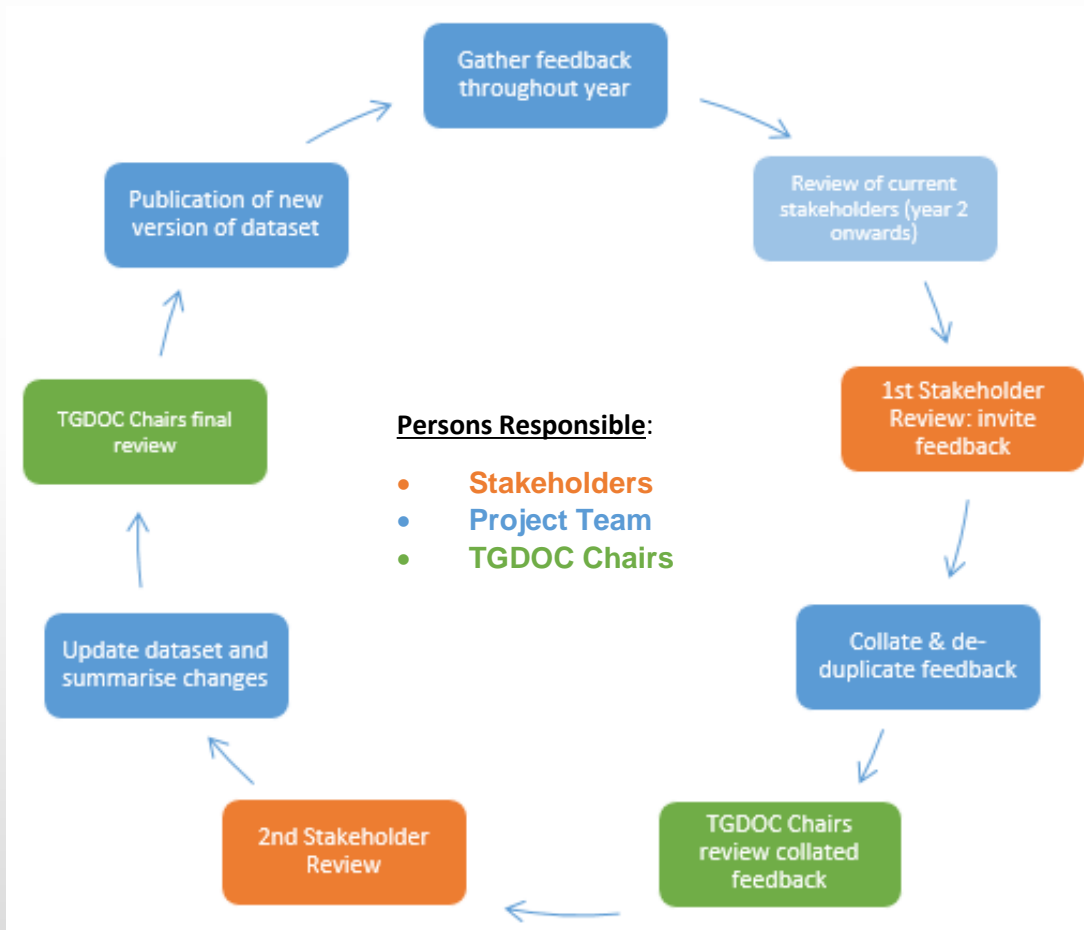 Gather feedback
throughout year
Review of current
stakeholders (year 2
onwards)
1st Stakeholder
Review: invite
feedback
Collate & de-
duplicate feedback
TGDOC Chairs
review collated
feedback
2nd Stakeholder
Review
Update dataset and
summarise changes
TGDOC Chairs final
review
Publication of new
version of dataset
Persons Responsible:
• Stakeholders
• Project Team
• TGDOC Chairs